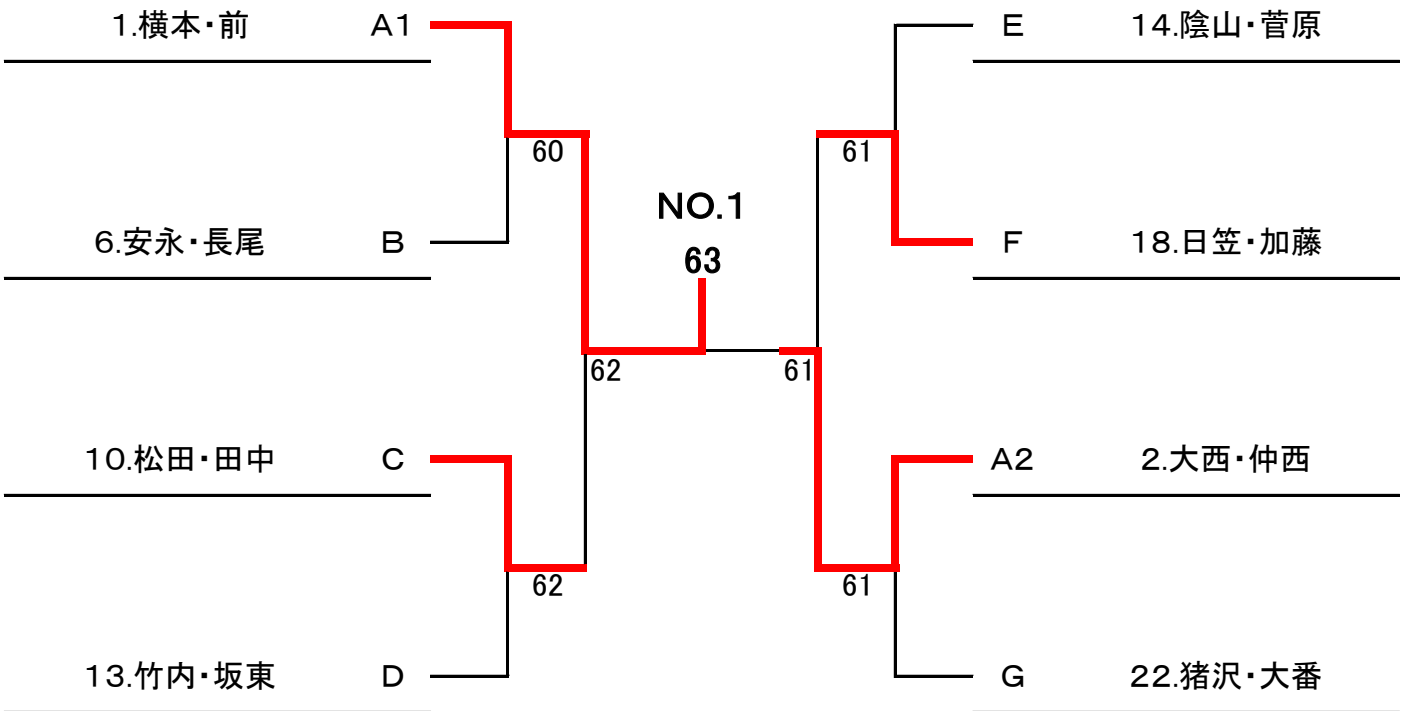 1.横本・前 A1 E 14.陰山・菅原
60 61
NO.1
6.安永・長尾 B 63 F 18.日笠・加藤
62 61
10.松田・田中 C A2 2.大西・仲西
62 61
13.竹内・坂東 D G 22.猪沢・大番